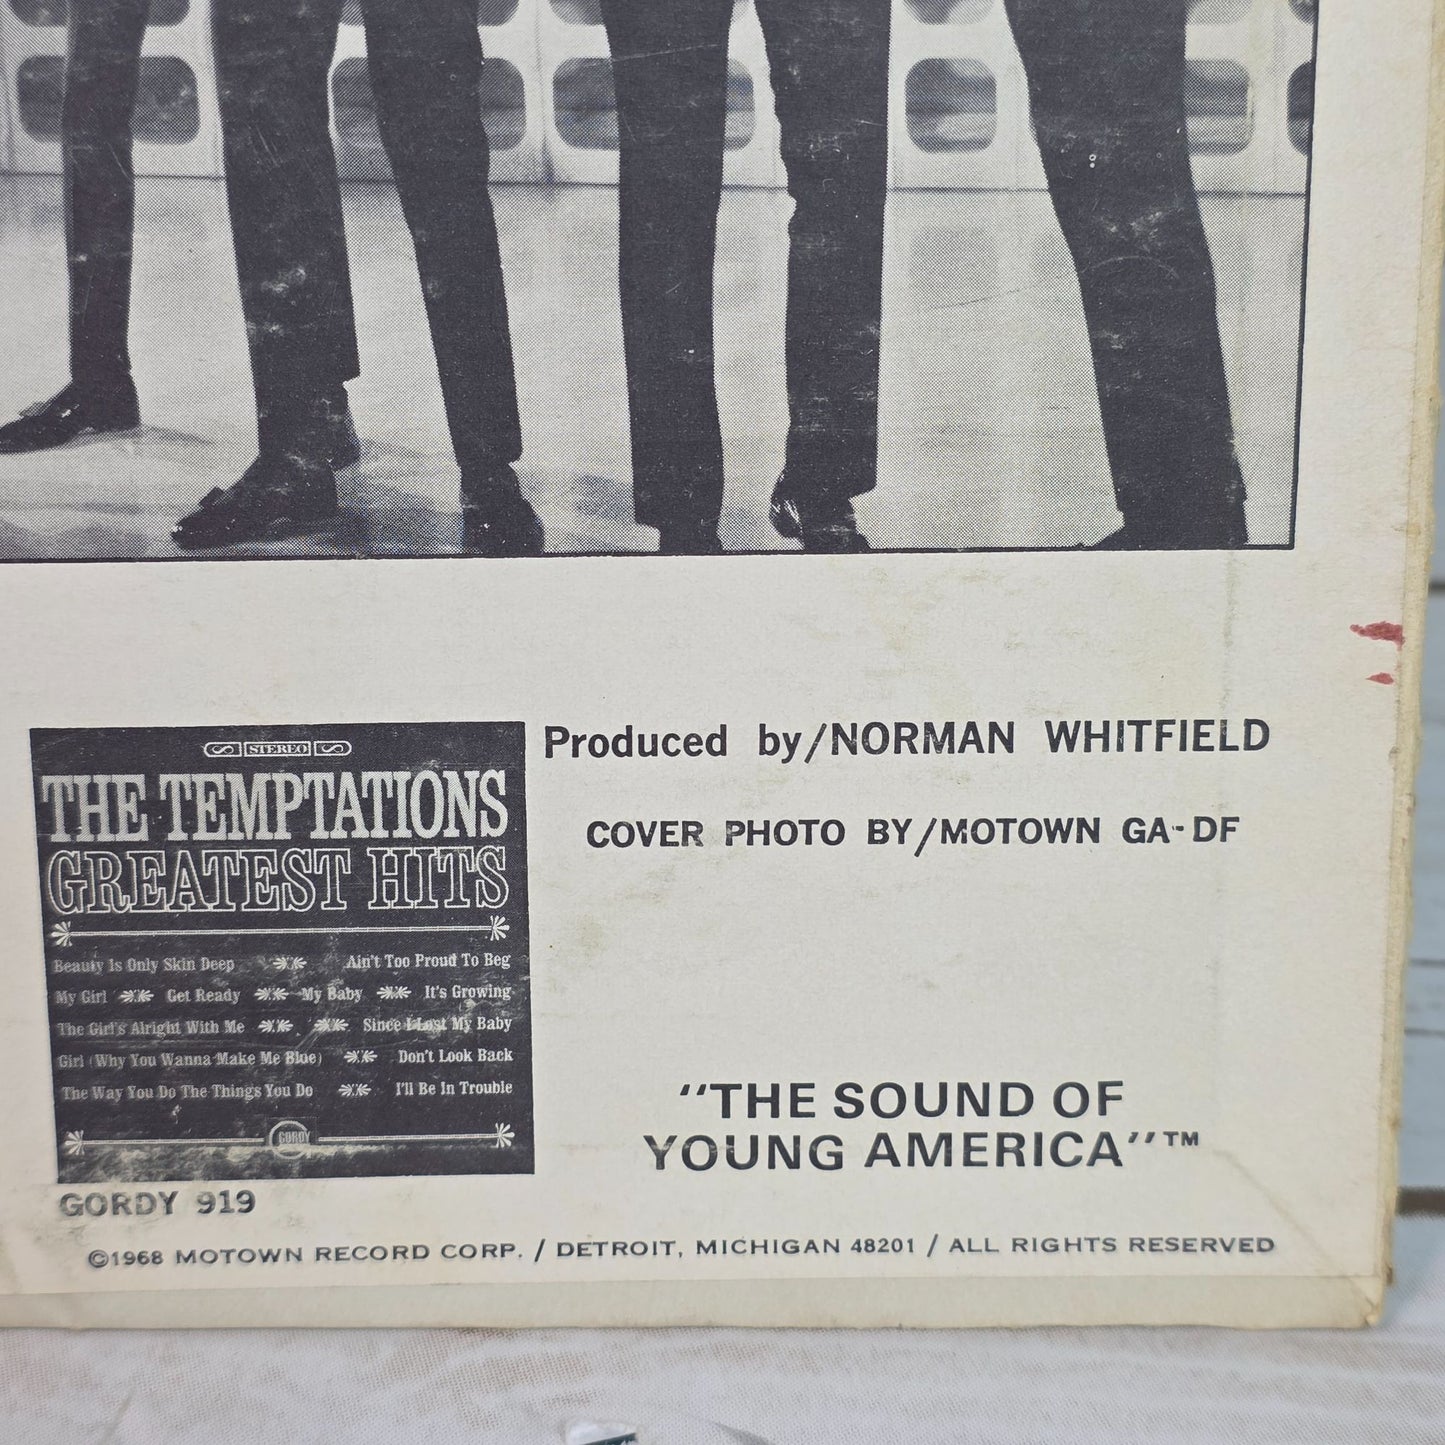 STEREO
THE TEMPTATIONS
GREATEST HITS
Beauty Is Only Skin Deep Ain't Too Proud To Beg
My Girl Get Ready My Baby It's Growing
The Girl's Alright With Me Since I Lost My Baby
Girl (Why You Wanna Make Me Blue) Don't Look Back
The Way You Do The Things You Do I'll Be In Trouble
GORDY
GORDY 919
Produced by/NORMAN WHITFIELD
COVER PHOTO BY/MOTOWN GA-DF
"THE SOUND OF
YOUNG AMERICA"™
©1968 MOTOWN RECORD CORP. / DETROIT, MICHIGAN 48201 / ALL RIGHTS RESERVED